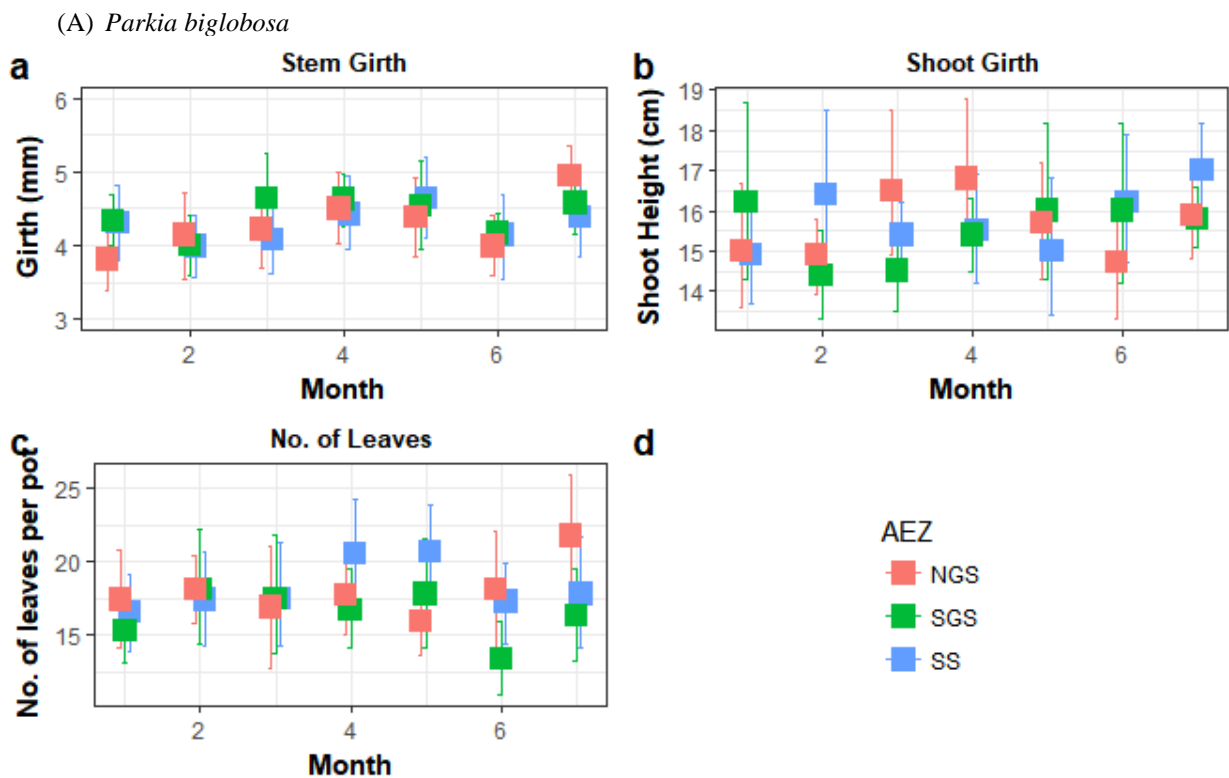 (A) Parkia biglobosa
a
Stem Girth
Girth (mm)
6
5
4
3
2
4
6
Month
b
Shoot Girth
Shoot Height (cm)
19
18
17
16
15
14
2
4
6
Month
c
No. of Leaves
No. of leaves per pot
25
20
15
2
4
6
Month
d
AEZ
NGS
SGS
SS